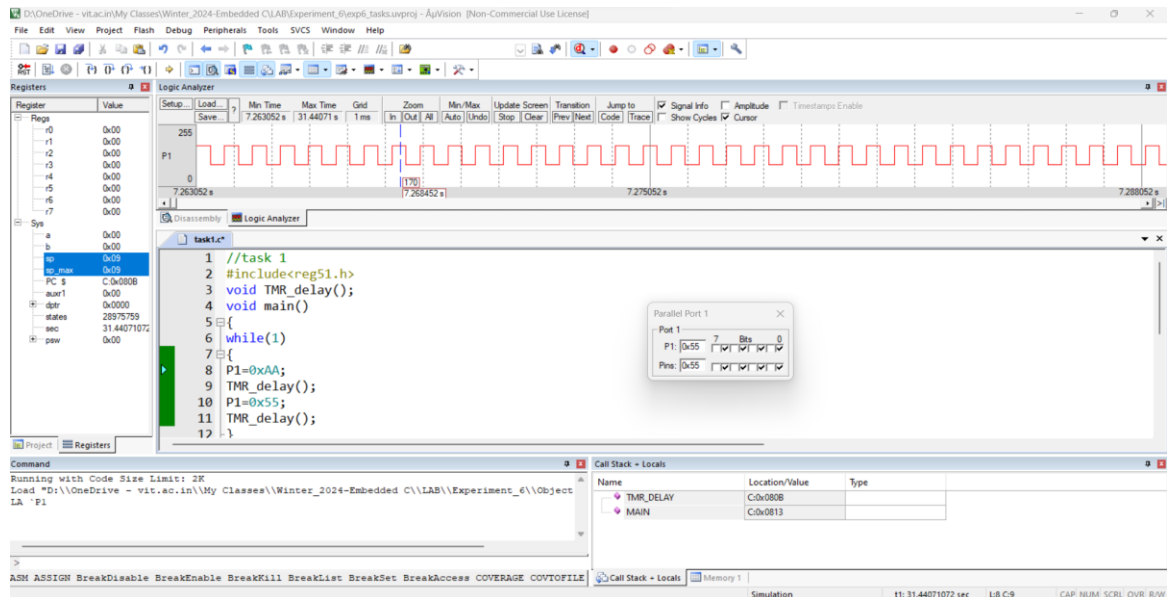 D:\OneDrive - vit.ac.in\My Classes\Winter_2024-Embedded C\LAB\Experiment_6\exp6_tasks.uvproj - µVision [Non-Commercial Use License]
File Edit View Project Flash Debug Peripherals Tools SVCS Window Help
RST
Registers
Register Value
Regs
r0 0x00
r1 0x00
r2 0x00
r3 0x00
r4 0x00
r5 0x00
r6 0x00
r7 0x00
Sys
a 0x00
b 0x00
sp 0x09
sp_max 0x09
PC $ C:0x080B
auxr1 0x00
dptr 0x0000
states 28975759
sec 31.44071072
psw 0x00
Project Registers
Logic Analyzer
Setup... Load... ? Min Time Max Time Grid Zoom Min/Max Update Screen Transition Jump to Signal Info Amplitude Timestamps Enable
Save... 7.263052 s 31.44071 s 1 ms In Out All Auto Undo Stop Clear Prev Next Code Trace Show Cycles Cursor
255
P1
0
170
7.263052 s 7.268452 s 7.275052 s 7.288052 s
Disassembly Logic Analyzer
task1.c*
1 //task 1
2 #include<reg51.h>
3 void TMR_delay();
4 void main()
5 {
6 while(1)
7 {
8 P1=0xAA;
9 TMR_delay();
10 P1=0x55;
11 TMR_delay();
12 }
Parallel Port 1
Port 1
7 Bits 0
P1: 0x55
Pins: 0x55
Command
Running with Code Size Limit: 2K
Load "D:\\OneDrive - vit.ac.in\\My Classes\\Winter_2024-Embedded C\\LAB\\Experiment_6\\Object
LA `P1
>
ASM ASSIGN BreakDisable BreakEnable BreakKill BreakList BreakSet BreakAccess COVERAGE COVTOFILE
Call Stack + Locals
Name Location/Value Type
TMR_DELAY C:0x080B
MAIN C:0x0813
Call Stack + Locals Memory 1
Simulation t1: 31.44071072 sec L:8 C:9 CAP NUM SCRL OVR R/W